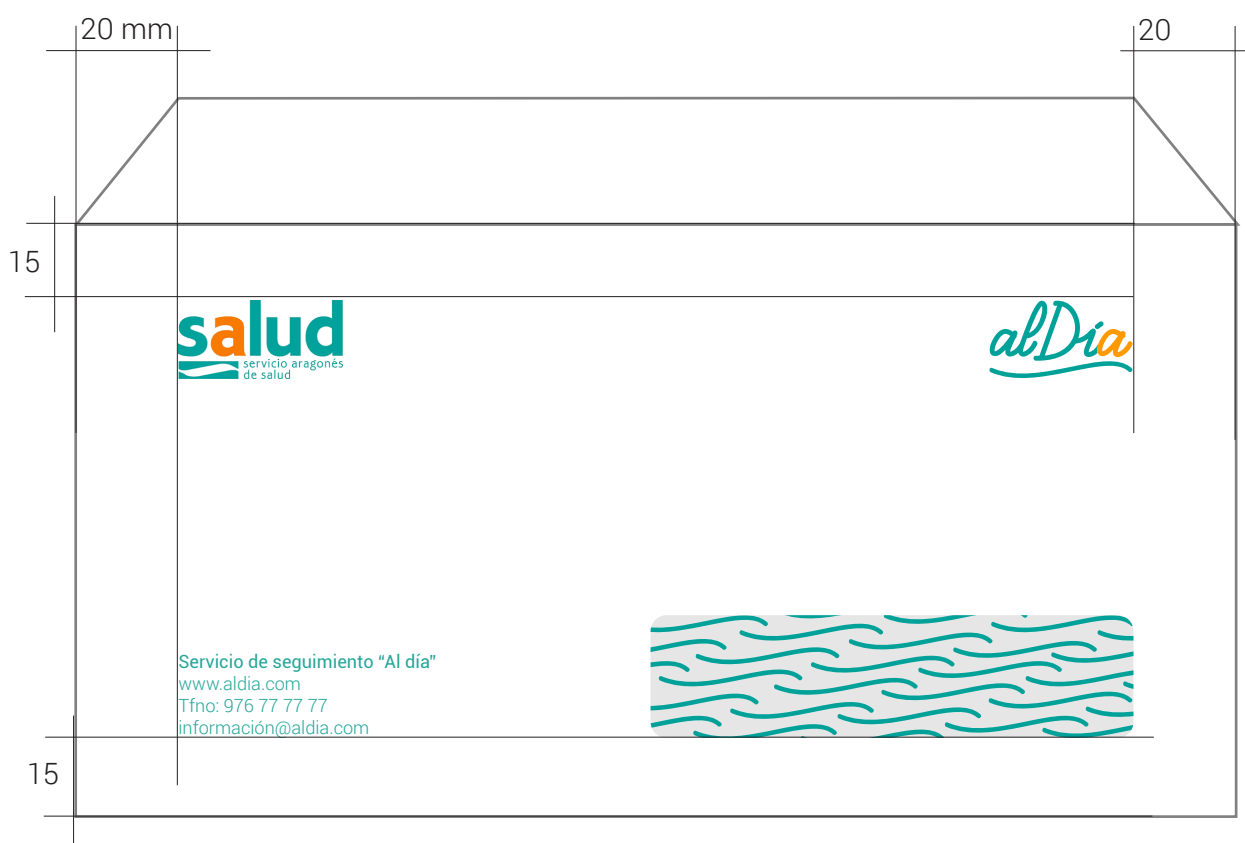 20 mm
20
15
salud
servicio aragonés
de salud
alDía
Servicio de seguimiento “Al día”
www.aldia.com
Tfno: 976 77 77 77
información@aldia.com
15